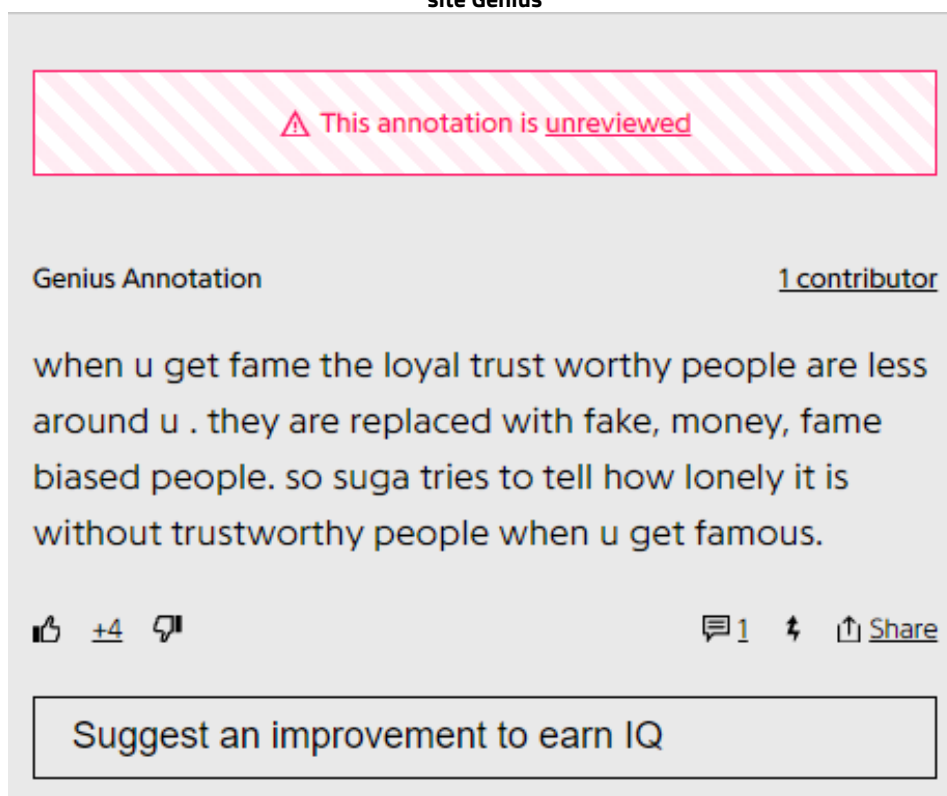 site Genius
This annotation is unreviewed
Genius Annotation
1 contributor
when u get fame the loyal trust worthy people are less
around u . they are replaced with fake, money, fame
biased people. so suga tries to tell how lonely it is
without trustworthy people when u get famous.
+4
1
Share
Suggest an improvement to earn IQ